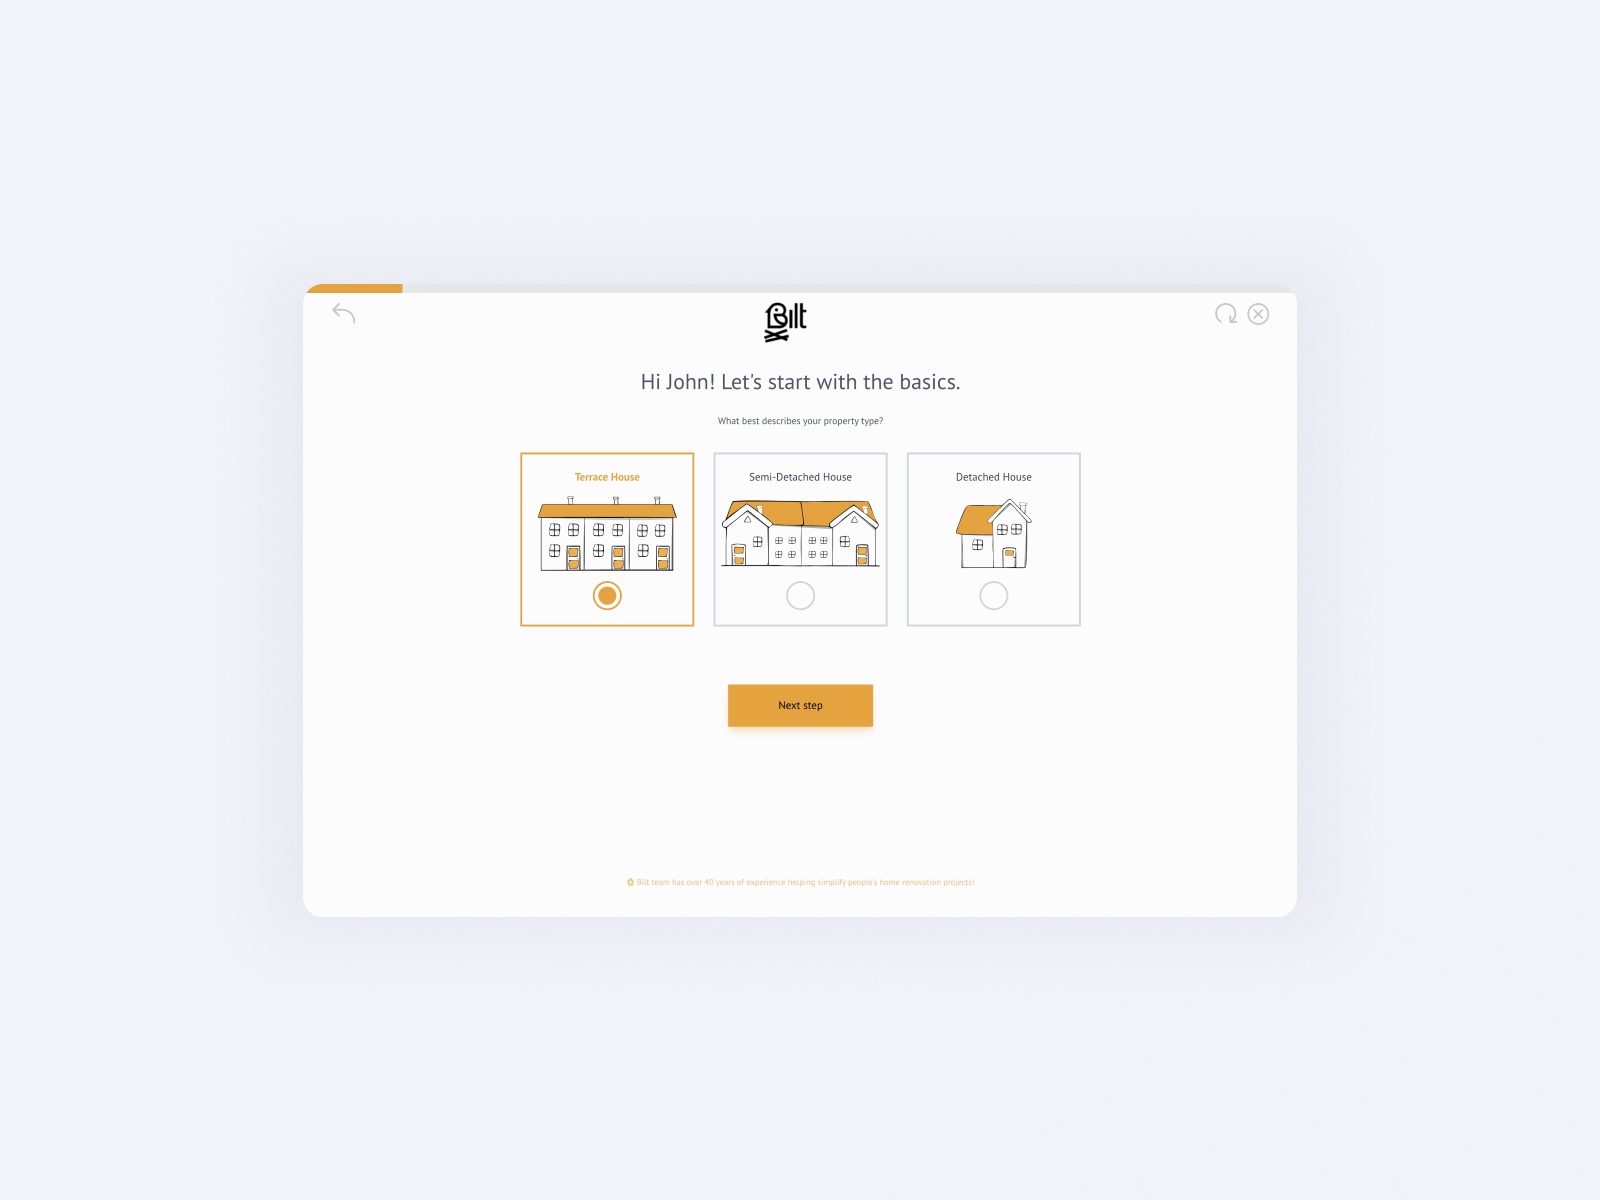 Bilt
Hi John! Let's start with the basics.
What best describes your property type?
Terrace House
Semi-Detached House
Detached House
Next step
Bilt team has over 40 years of experience helping simplify people's home renovation projects!